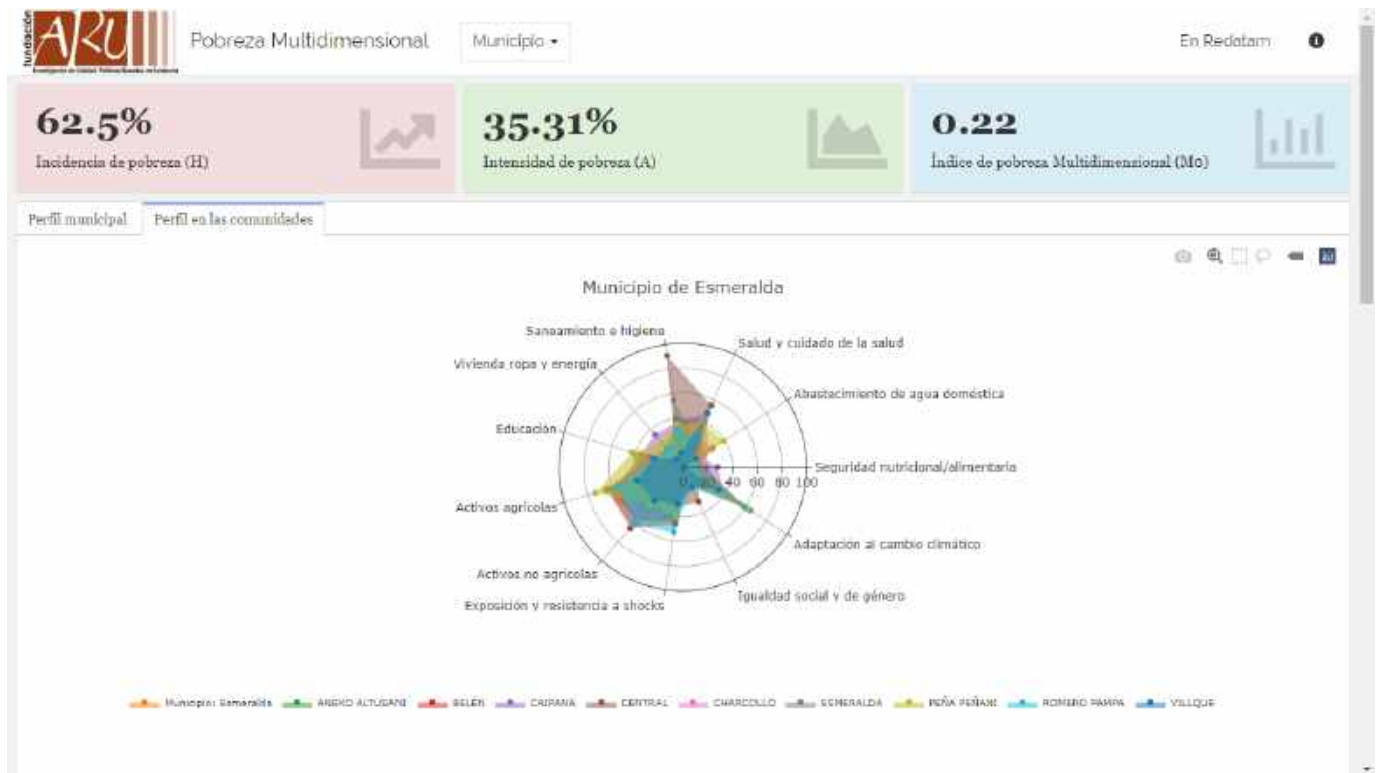 fundación
ARU
Pobreza Multidimensional
Municipio
En Redatam
62.5%
Incidencia de pobreza (H)
35.31%
Intensidad de pobreza (A)
0.22
Índice de pobreza Multidimensional (M0)
Perfil municipal
Perfil en las comunidades
Municipio de Esmeralda
Saneamiento e higiene
Salud y cuidado de la salud
Vivienda ropa y energía
Abastecimiento de agua doméstica
Educación
Seguridad nutricional/alimentaria
0 20 40 60 80 100
Activos agrícolas
Adaptación al cambio climático
Activos no agrícolas
Igualdad social y de género
Exposición y resistencia a shocks
Municipio: Esmeralda ANEXO ALTUSANI BELÉN CAIPANA CENTRAL CHARCOLLO ESMERALDA PEÑA PEÑANI ROMERO PAMPA VILLQUE